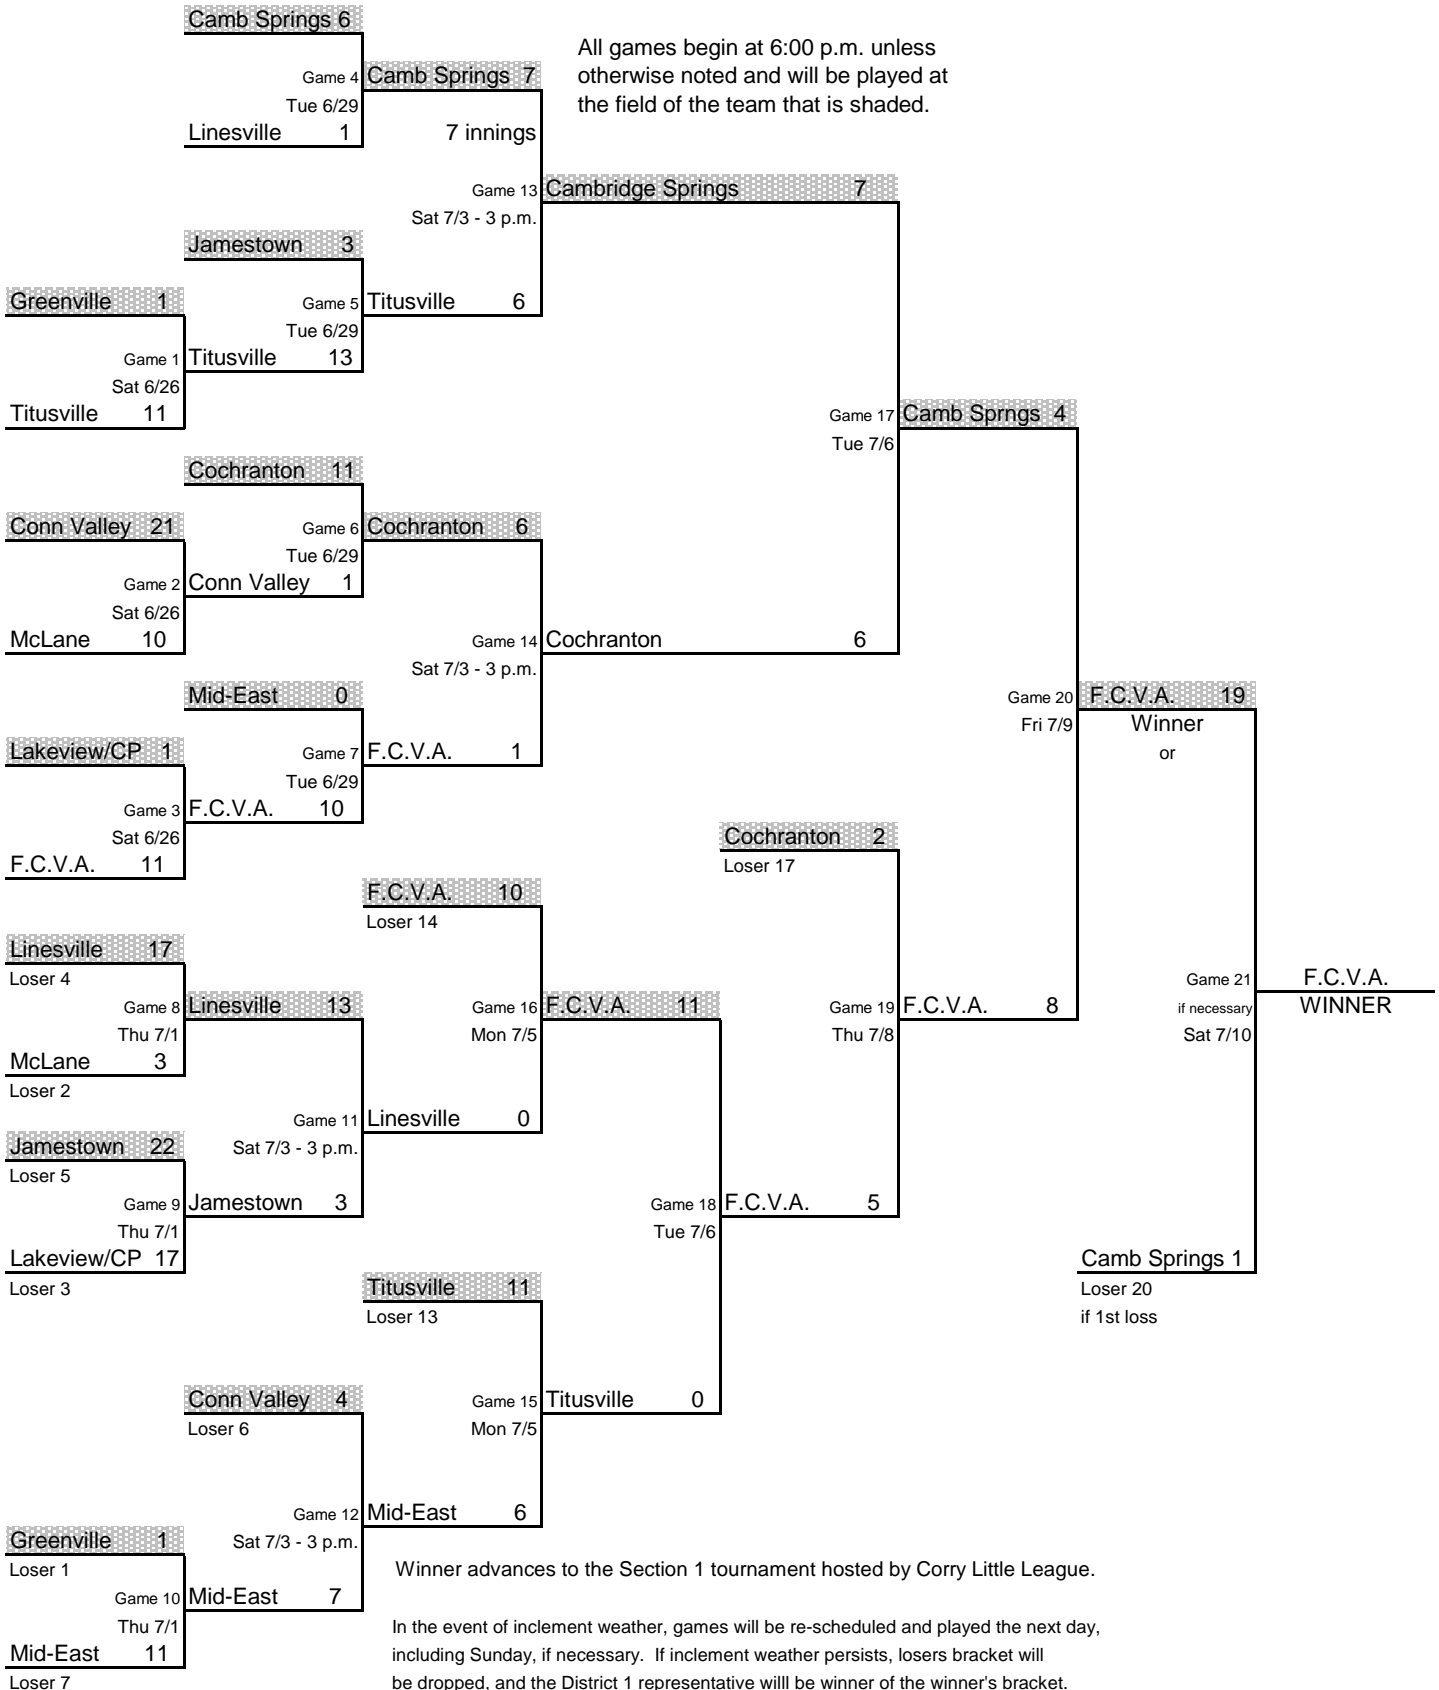 Camb Springs 6
All games begin at 6:00 p.m. unless
otherwise noted and will be played at
the field of the team that is shaded.
Game 4 Camb Springs 7
Tue 6/29
Linesville 1 7 innings
Game 13 Cambridge Springs 7
Sat 7/3 - 3 p.m.
Jamestown 3
Greenville 1 Game 5 Titusville 6
Tue 6/29
Game 1 Titusville 13
Sat 6/26
Titusville 11 Game 17 Camb Sprngs 4
Tue 7/6
Cochranton 11
Conn Valley 21 Game 6 Cochranton 6
Tue 6/29
Game 2 Conn Valley 1
Sat 6/26
McLane 10 Game 14 Cochranton 6
Sat 7/3 - 3 p.m.
Mid-East 0 Game 20 F.C.V.A. 19
Fri 7/9 Winner
Lakeview/CP 1 Game 7 F.C.V.A. 1 or
Tue 6/29
Game 3 F.C.V.A. 10
Sat 6/26 Cochranton 2
F.C.V.A. 11 Loser 17
F.C.V.A. 10
Loser 14
Linesville 17
Loser 4 Game 21 F.C.V.A.
Game 8 Linesville 13 Game 16 F.C.V.A. 11 Game 19 F.C.V.A. 8 if necessary WINNER
Thu 7/1 Mon 7/5 Thu 7/8 Sat 7/10
McLane 3
Loser 2
Game 11 Linesville 0
Jamestown 22 Sat 7/3 - 3 p.m.
Loser 5
Game 9 Jamestown 3 Game 18 F.C.V.A. 5
Thu 7/1 Tue 7/6
Lakeview/CP 17 Camb Springs 1
Loser 3 Titusville 11 Loser 20
Loser 13 if 1st loss
Conn Valley 4 Game 15 Titusville 0
Loser 6 Mon 7/5
Game 12 Mid-East 6
Greenville 1 Sat 7/3 - 3 p.m.
Loser 1 Winner advances to the Section 1 tournament hosted by Corry Little League.
Game 10 Mid-East 7
Thu 7/1 In the event of inclement weather, games will be re-scheduled and played the next day,
Mid-East 11 including Sunday, if necessary. If inclement weather persists, losers bracket will
Loser 7 be dropped, and the District 1 representative willl be winner of the winner's bracket.